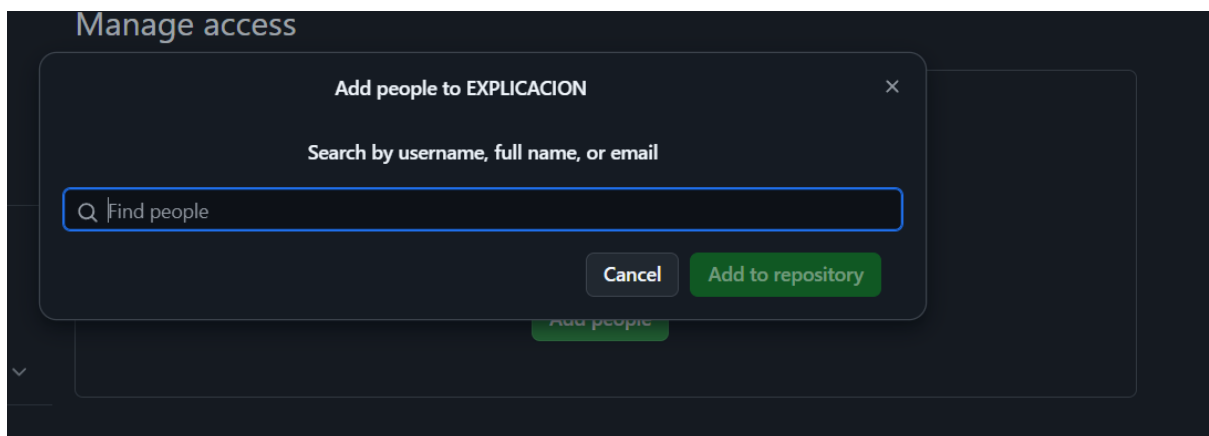 Manage access
Add people to EXPLICACION
Search by username, full name, or email
Find people
Cancel Add to repository
Add people